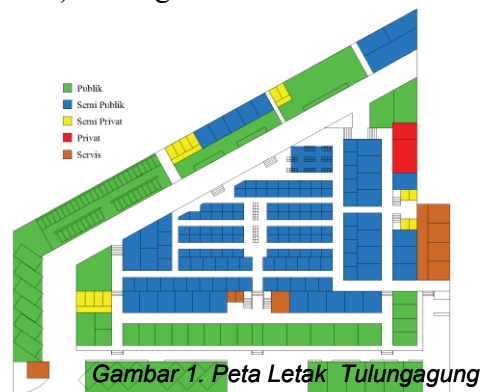 Publik
Semi Publik
Semi Privat
Privat
Servis
Gambar 1. Peta Letak Tulungagung